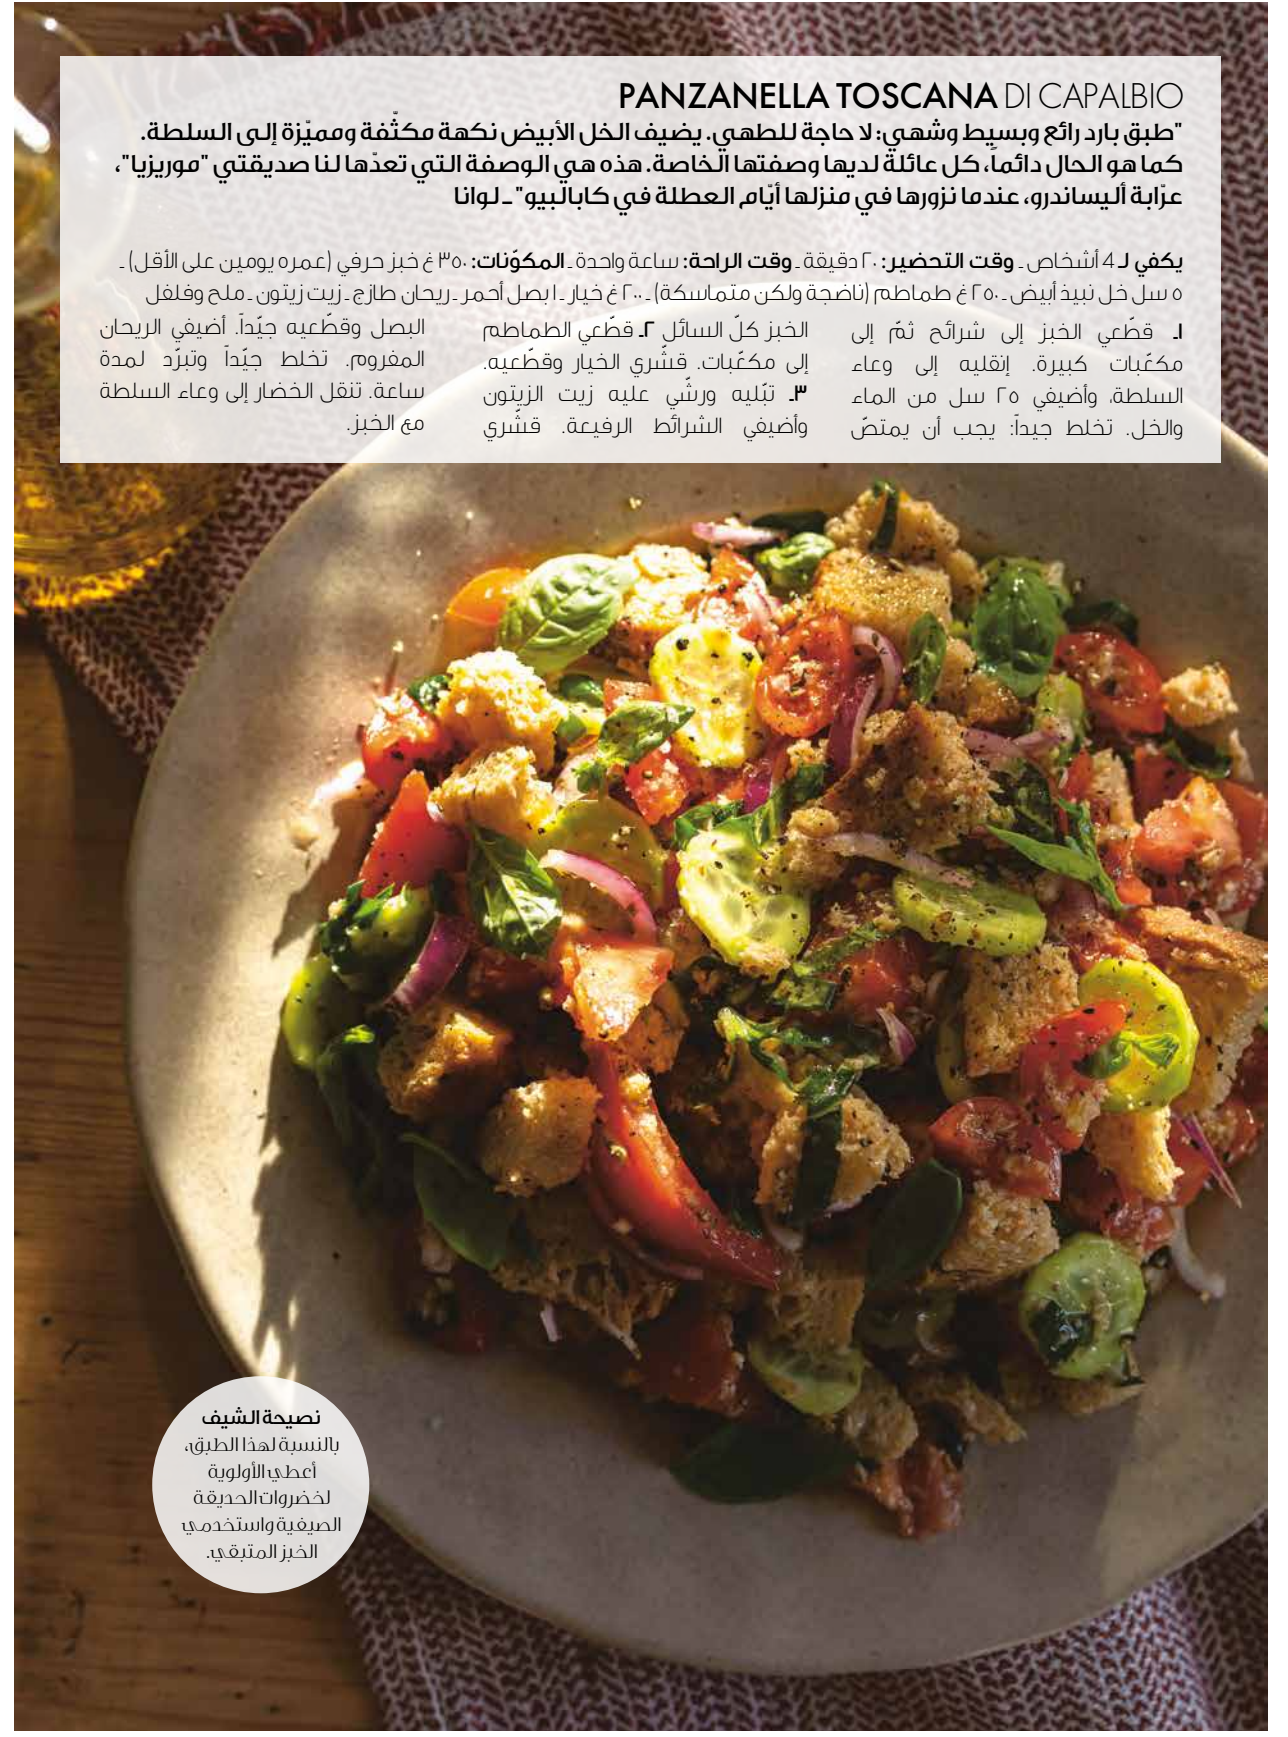 PANZANELLA TOSCANA DI CAPALBIO
"طبق بارد رائع وبسيط وشهي: لا حاجة للطهي. يضيف الخل الأبيض نكهة مكثّفة ومميّزة إلى السلطة.
كما هو الحال دائماً، كل عائلة لديها وصفتها الخاصة. هذه هي الوصفة التي تعدّها لنا صديقتي "موريزيا"،
عرّابة أليساندرو، عندما نزورها في منزلها أيّام العطلة في كابالبيو" ـ لوانا
يكفي لـ 4 أشخاص ـ وقت التحضير: ٢٠ دقيقة ـ وقت الراحة: ساعة واحدة ـ المكوّنات: ٣٥٠ غ خبز حرفي (عمره يومين على الأقل) ـ
٥ سل خل نبيذ أبيض ـ ٢٥٠ غ طماطم (ناضجة ولكن متماسكة) ـ ٢٠٠ غ خيار ـ ١ بصل أحمر ـ ريحان طازج ـ زيت زيتون ـ ملح وفلفل
١ـ قطّعي الخبز إلى شرائح ثمّ إلى
مكعّبات كبيرة. إنقليه إلى وعاء
السلطة، وأضيفي ٢٥ سل من الماء
والخل. تخلط جيداً: يجب أن يمتصّ
الخبز كلّ السائل ٢ـ قطّعي الطماطم
إلى مكعّبات. قشّري الخيار وقطّعيه.
٣ـ تبّليه ورشّي عليه زيت الزيتون
وأضيفي الشرائط الرفيعة. قشّري
البصل وقطّعيه جيّداً. أضيفي الريحان
المفروم. تخلط جيّداً وتبرّد لمدة
ساعة. تنقل الخضار إلى وعاء السلطة
مع الخبز.
نصيحة الشيف
بالنسبة لهذا الطبق،
أعطي الأولوية
لخضروات الحديقة
الصيفية واستخدمي
الخبز المتبقي.